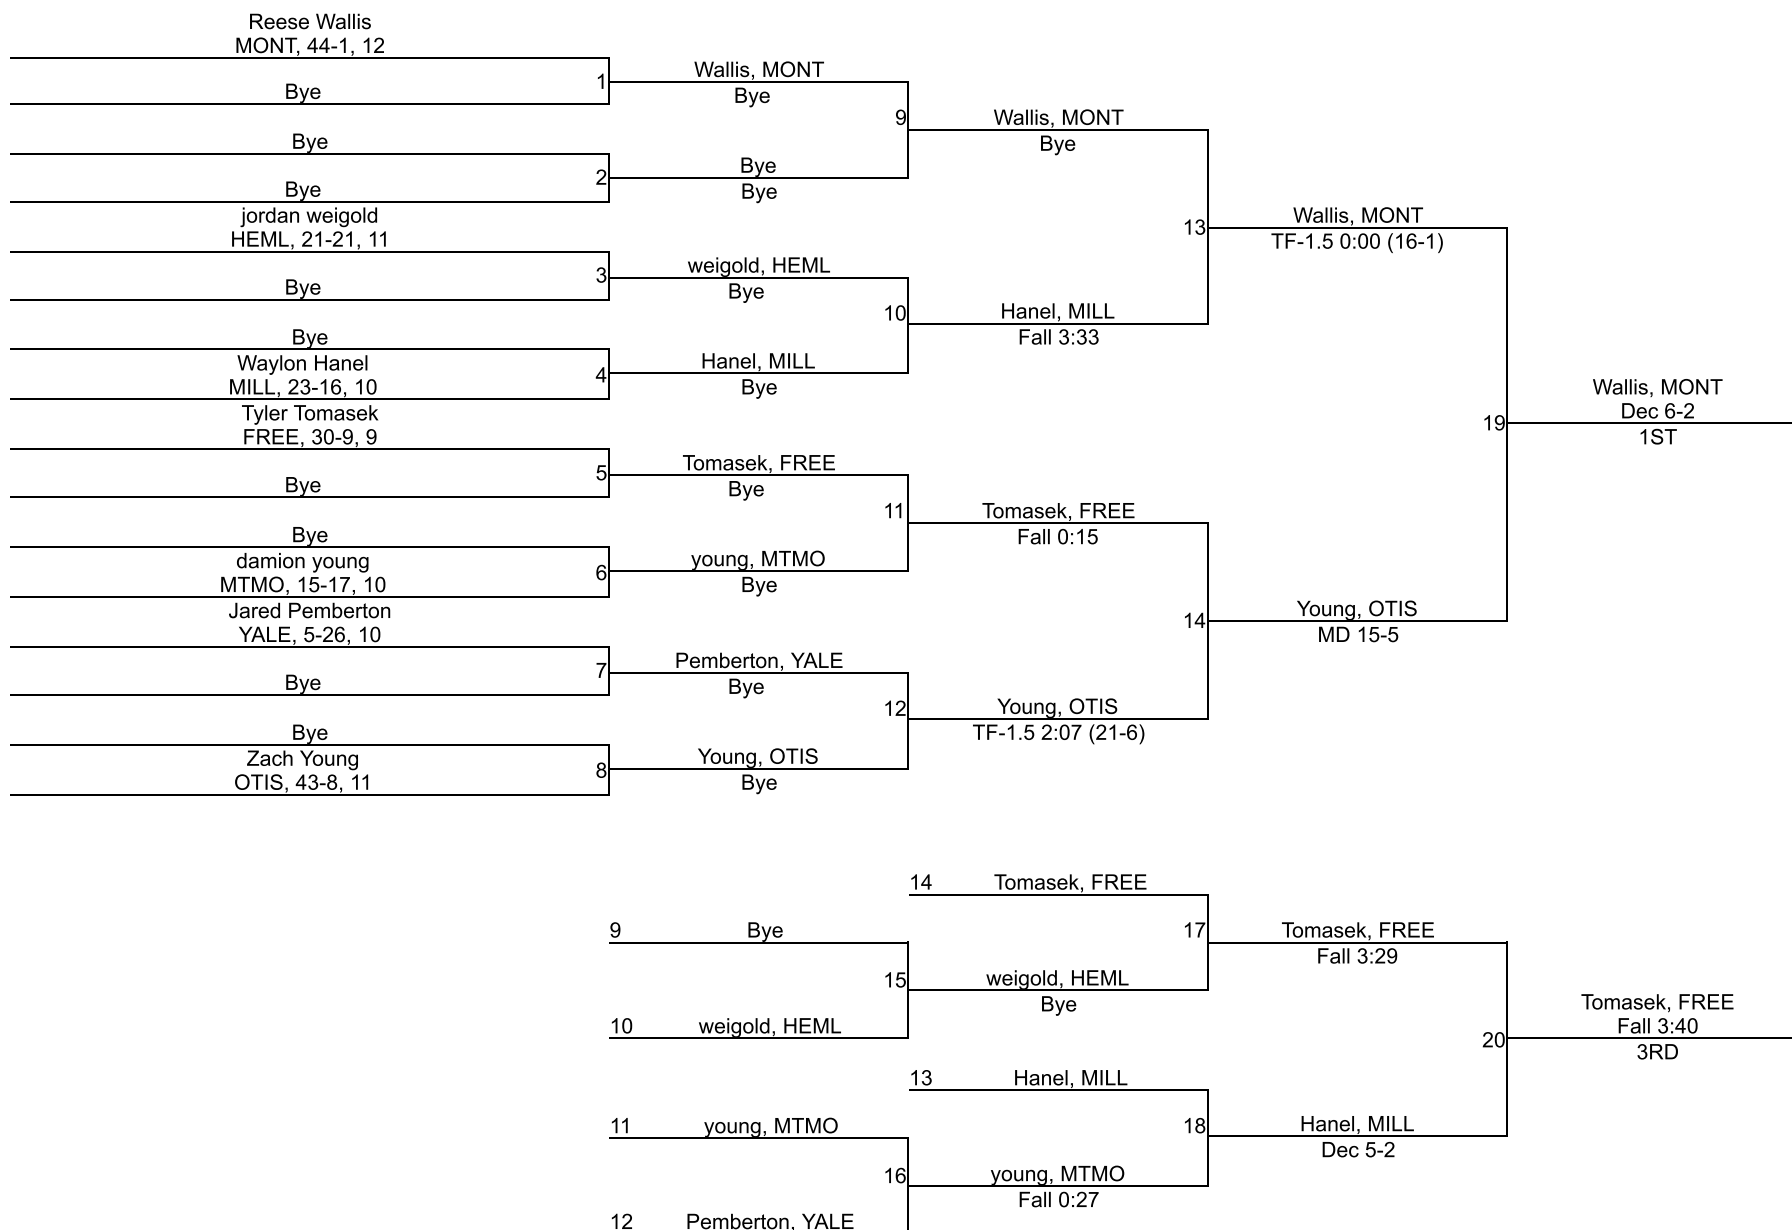 Reese Wallis
MONT, 44-1, 12
Bye
1
Bye
Bye
2
jordan weigold
HEML, 21-21, 11
Bye
3
Bye
Waylon Hanel
MILL, 23-16, 10
4
Tyler Tomasek
FREE, 30-9, 9
Bye
5
Bye
damion young
MTMO, 15-17, 10
6
Jared Pemberton
YALE, 5-26, 10
Bye
7
Bye
Zach Young
OTIS, 43-8, 11
8
Wallis, MONT
Bye
9
Bye
Bye
weigold, HEML
Bye
10
Hanel, MILL
Bye
Tomasek, FREE
Bye
11
young, MTMO
Bye
Pemberton, YALE
Bye
12
Young, OTIS
Bye
Wallis, MONT
Bye
13
Hanel, MILL
Fall 3:33
Tomasek, FREE
Fall 0:15
14
Young, OTIS
TF-1.5 2:07 (21-6)
Wallis, MONT
TF-1.5 0:00 (16-1)
19
Young, OTIS
MD 15-5
Wallis, MONT
Dec 6-2
1ST
14 Tomasek, FREE
9 Bye
17
15
weigold, HEML
Bye
10 weigold, HEML
13 Hanel, MILL
11 young, MTMO
18
16
young, MTMO
Fall 0:27
12 Pemberton, YALE
Tomasek, FREE
Fall 3:29
20
Hanel, MILL
Dec 5-2
Tomasek, FREE
Fall 3:40
3RD